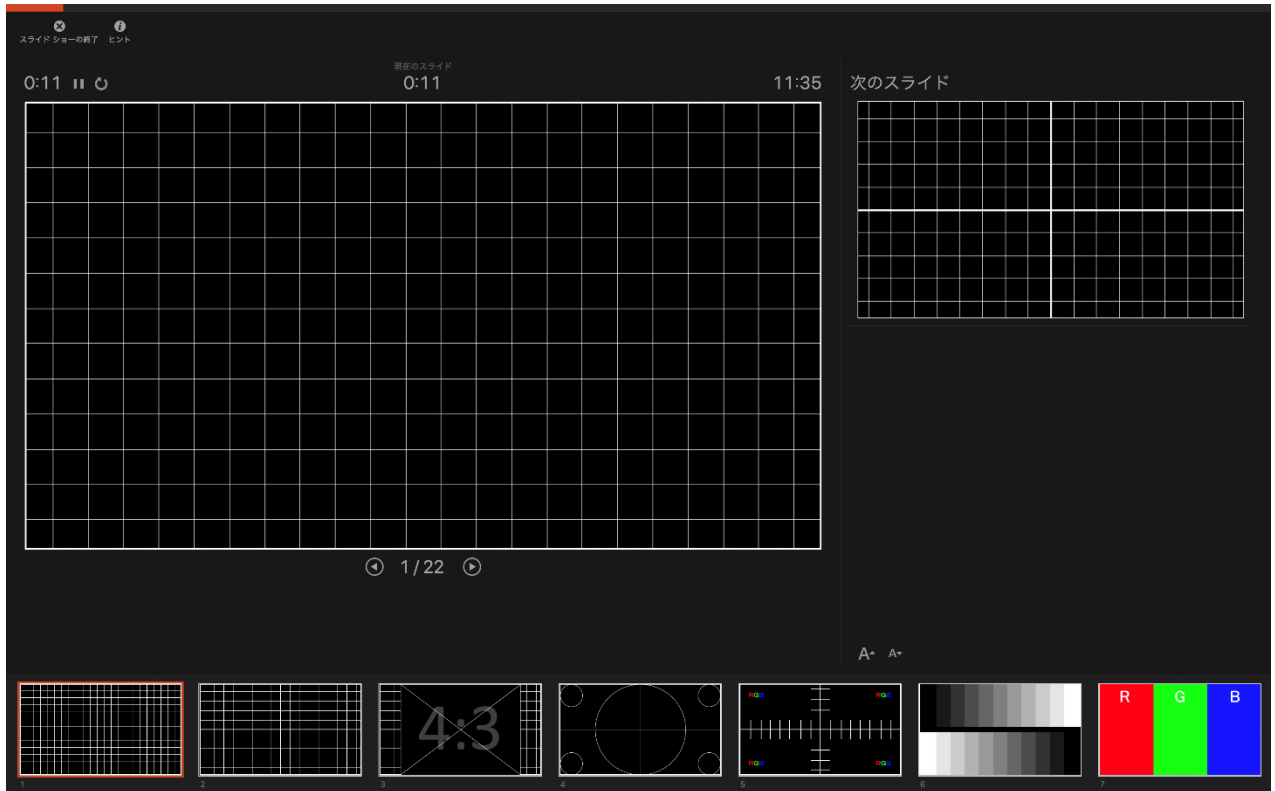 スライド ショーの終了 ヒント
現在のスライド
0:11 0:11 11:35
次のスライド
1/22
A A
4:3
RGB RGB
RGB RGB
R G B
1 2 3 4 5 6 7